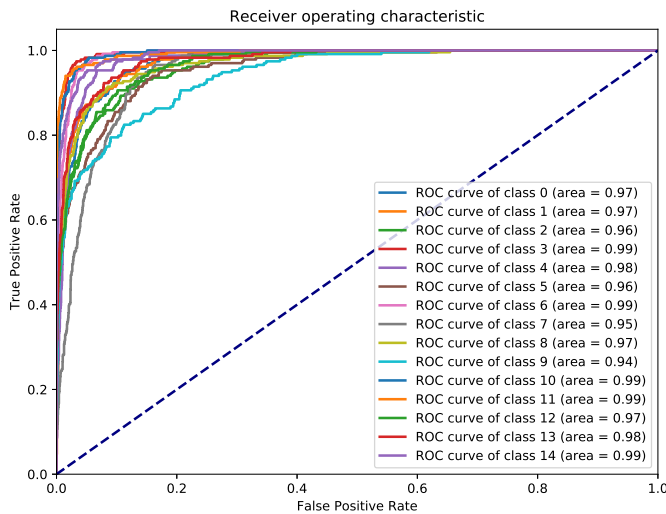 Receiver operating characteristic
True Positive Rate
1.0
0.8
0.6
0.4
0.2
0.0
ROC curve of class 0 (area = 0.97)
ROC curve of class 1 (area = 0.97)
ROC curve of class 2 (area = 0.96)
ROC curve of class 3 (area = 0.99)
ROC curve of class 4 (area = 0.98)
ROC curve of class 5 (area = 0.96)
ROC curve of class 6 (area = 0.99)
ROC curve of class 7 (area = 0.95)
ROC curve of class 8 (area = 0.97)
ROC curve of class 9 (area = 0.94)
ROC curve of class 10 (area = 0.99)
ROC curve of class 11 (area = 0.99)
ROC curve of class 12 (area = 0.97)
ROC curve of class 13 (area = 0.98)
ROC curve of class 14 (area = 0.99)
0.0 0.2 0.4 0.6 0.8 1.0
False Positive Rate